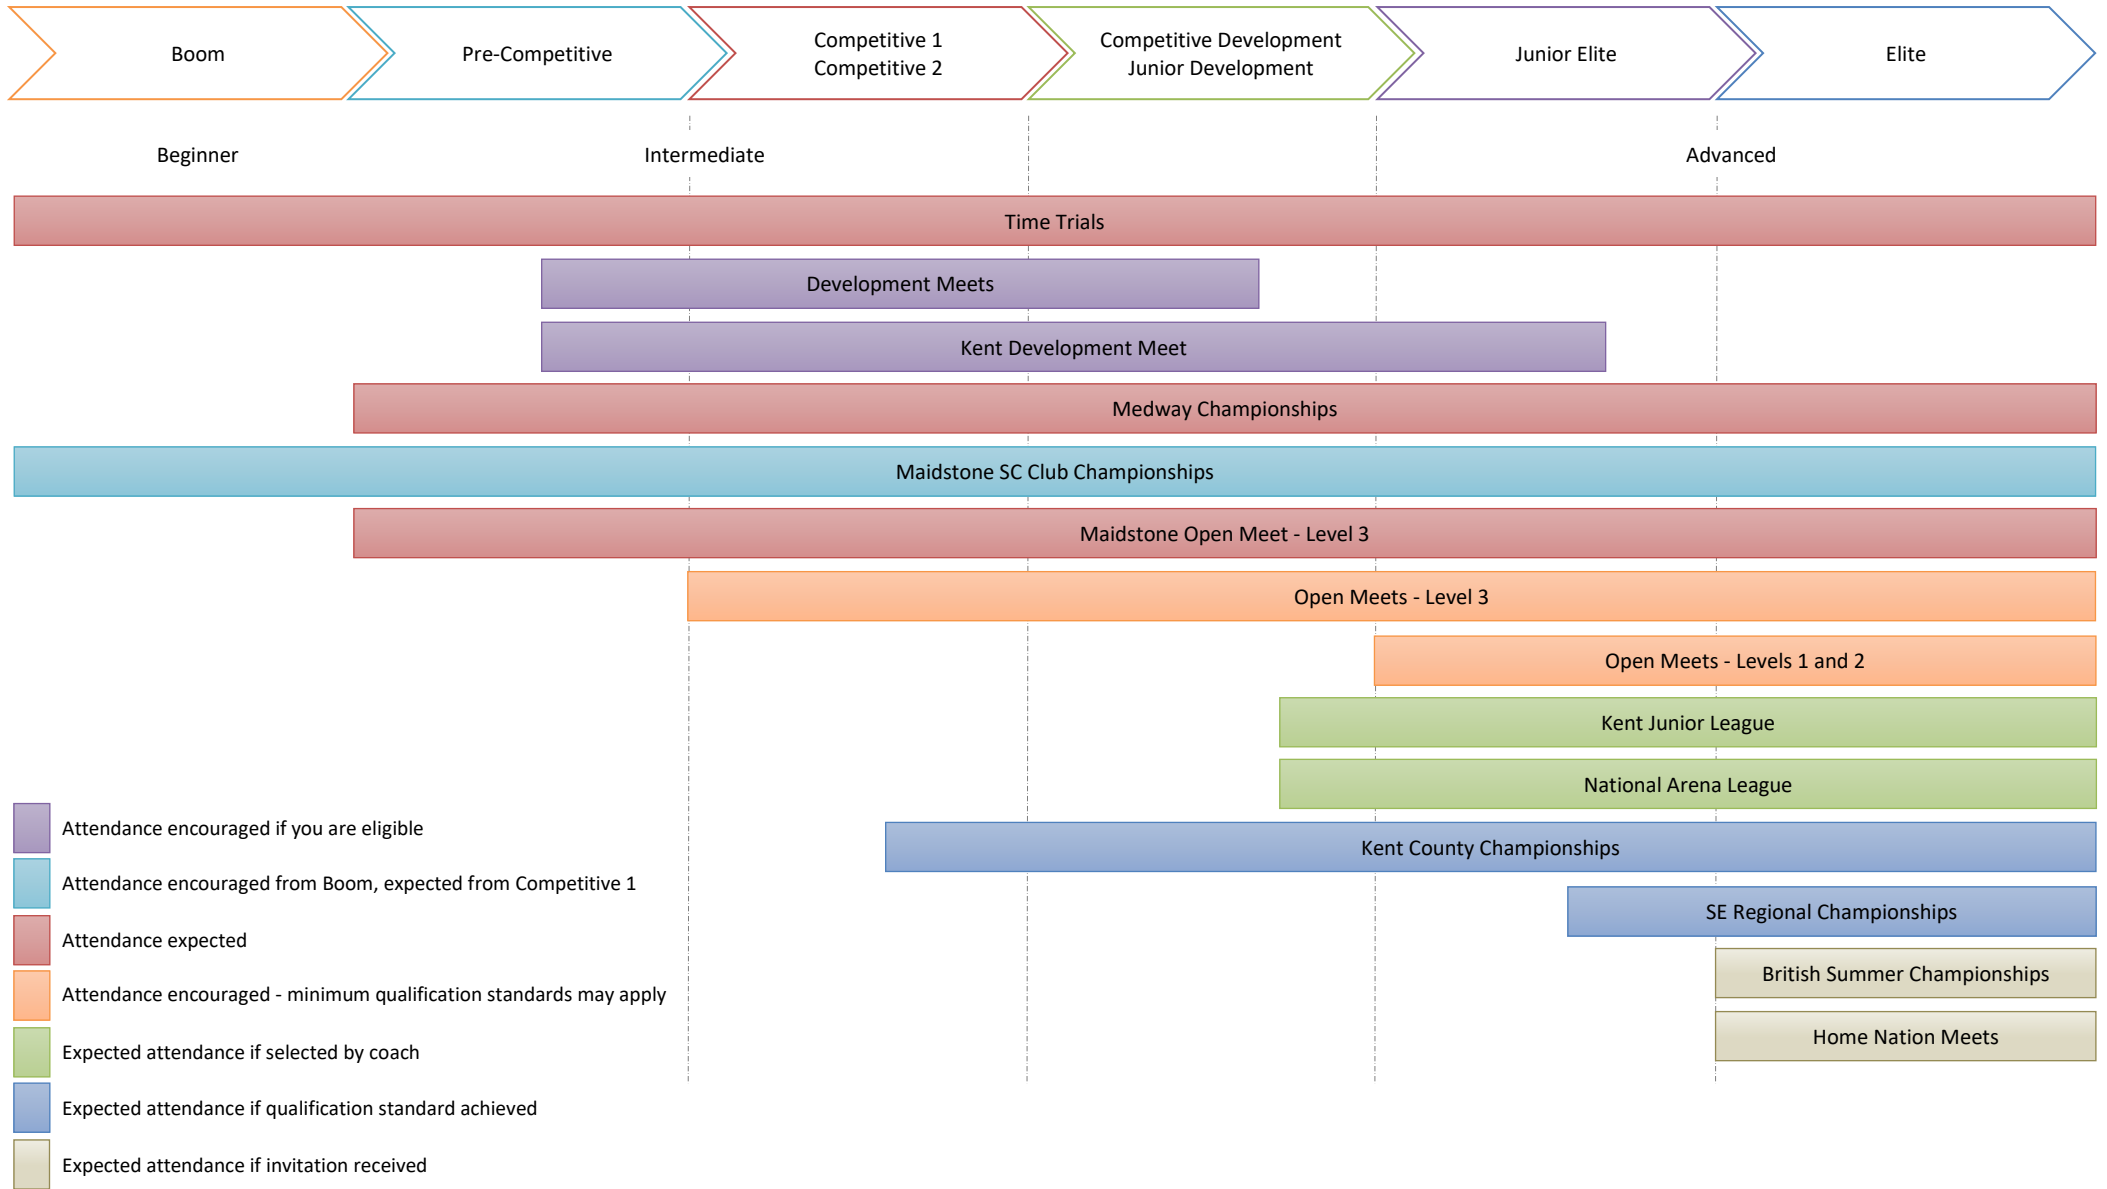 Boom
Pre-Competitive
Competitive 1
Competitive 2
Competitive Development
Junior Development
Junior Elite
Elite
Beginner
Intermediate
Advanced
Time Trials
Development Meets
Kent Development Meet
Medway Championships
Maidstone SC Club Championships
Maidstone Open Meet - Level 3
Open Meets - Level 3
Open Meets - Levels 1 and 2
Kent Junior League
National Arena League
Kent County Championships
SE Regional Championships
British Summer Championships
Home Nation Meets
Attendance encouraged if you are eligible
Attendance encouraged from Boom, expected from Competitive 1
Attendance expected
Attendance encouraged - minimum qualification standards may apply
Expected attendance if selected by coach
Expected attendance if qualification standard achieved
Expected attendance if invitation received